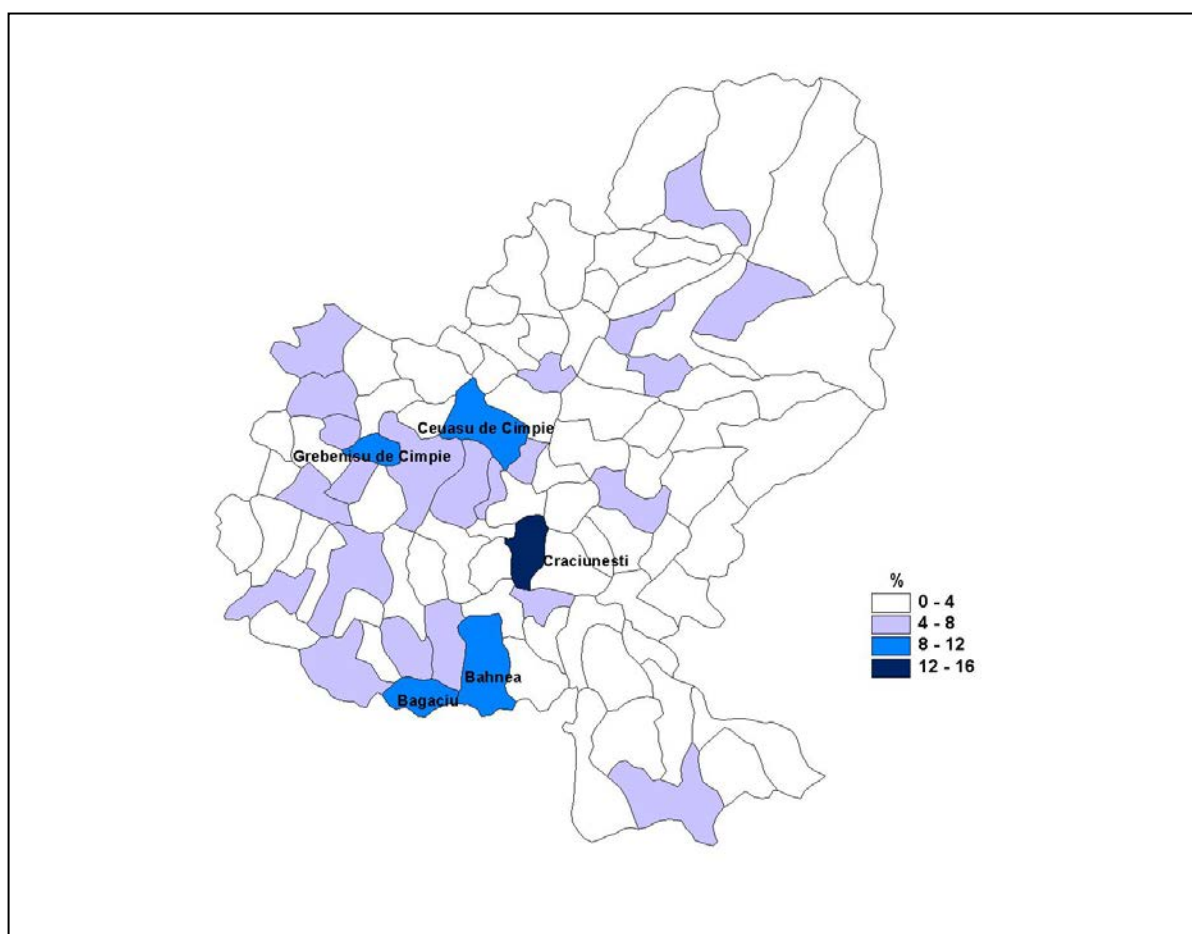 Ceuasu de Cimpie
Grebenisu de Cimpie
Craciunesti
%
0 - 4
4 - 8
8 - 12
12 - 16
Bahnea
Bagaciu